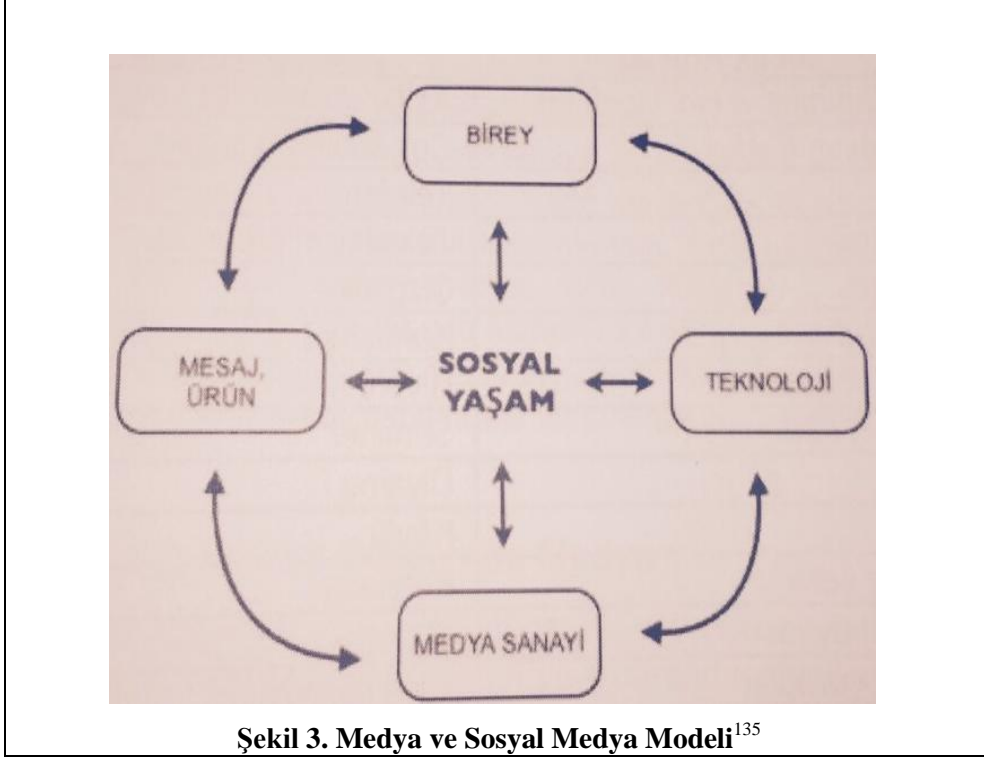 BİREY
MESAJ,
ÜRÜN
SOSYAL
YAŞAM
TEKNOLOJİ
MEDYA SANAYİ
Şekil 3. Medya ve Sosyal Medya Modeli135